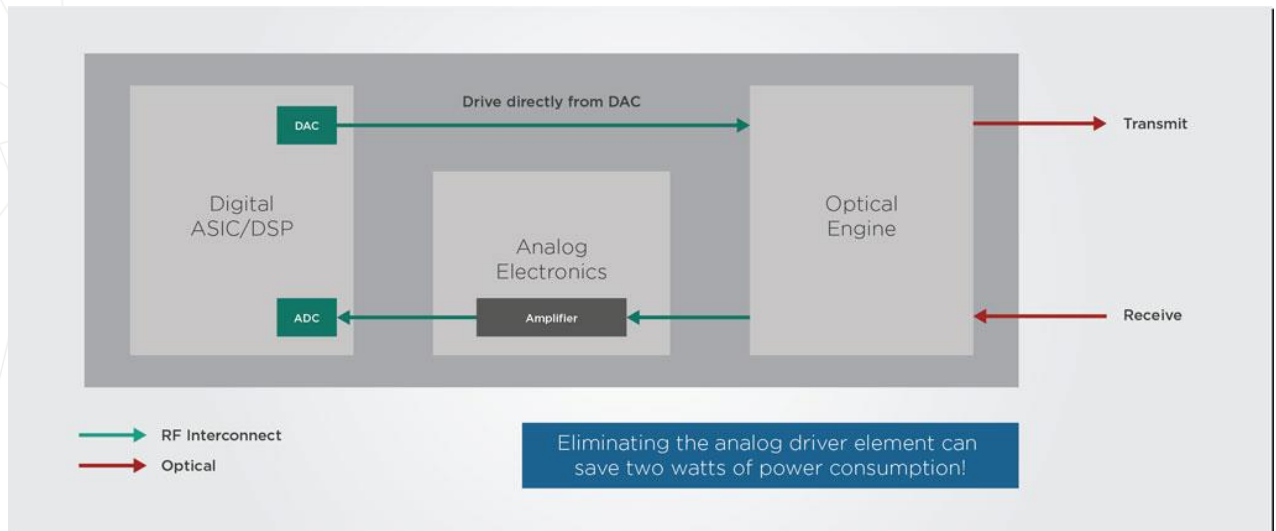 Drive directly from DAC
DAC
Transmit
Digital
ASIC/DSP
Optical
Engine
Analog
Electronics
ADC
Amplifier
Receive
RF Interconnect
Optical
Eliminating the analog driver element can
save two watts of power consumption!